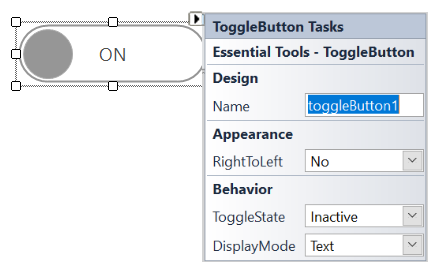 ON
ToggleButton Tasks
Essential Tools - ToggleButton
Design
Name toggleButton1
Appearance
RightToLeft No
Behavior
ToggleState Inactive
DisplayMode Text